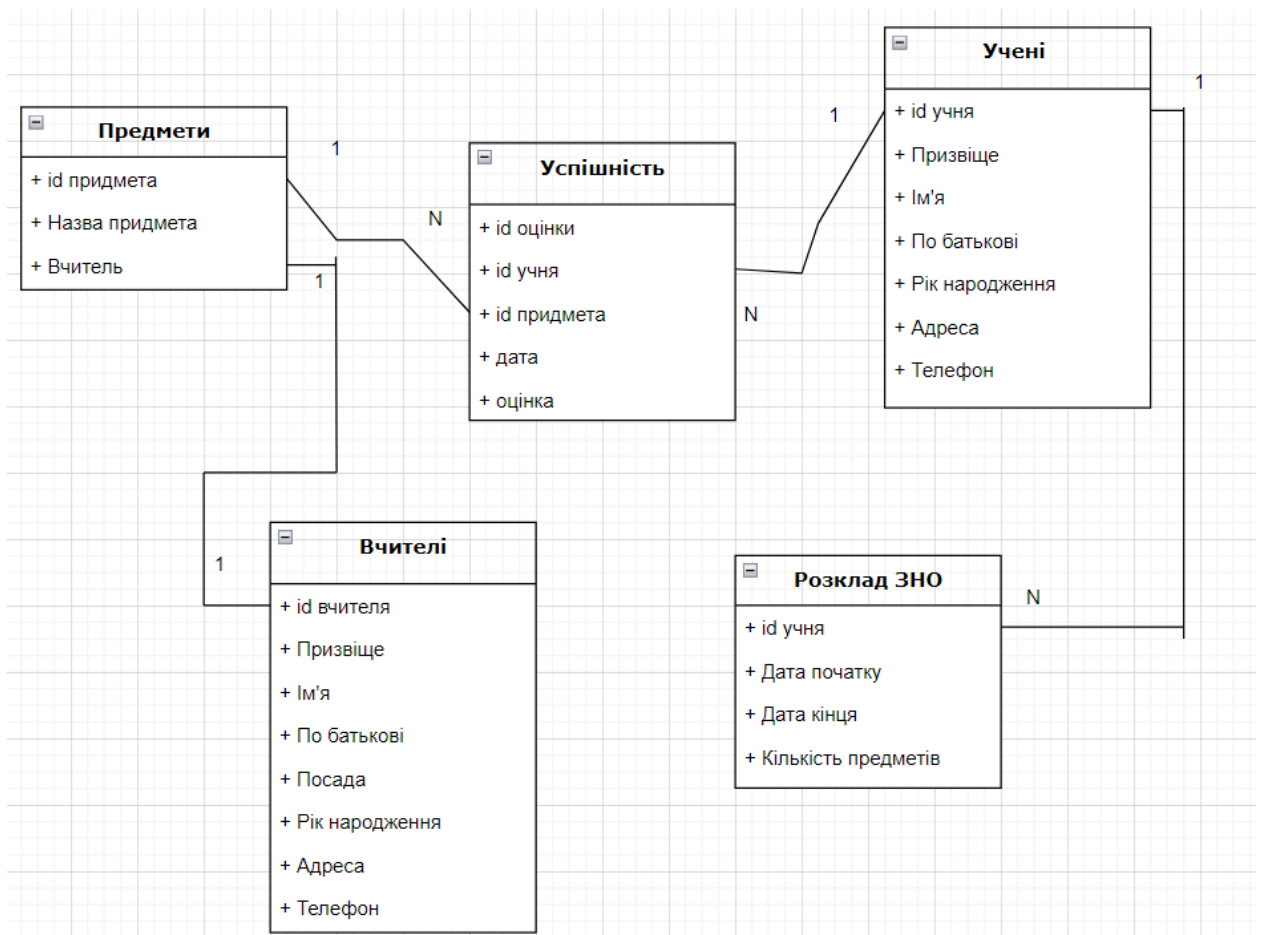 Предмети
+ id придмета
+ Назва придмета
+ Вчитель
1
1
N
Успішність
+ id оцінки
+ id учня
+ id придмета
+ дата
+ оцінка
1
N
Учені
+ id учня
+ Призвіще
+ Ім'я
+ По батькові
+ Рік народження
+ Адреса
+ Телефон
1
1
Вчителі
+ id вчителя
+ Призвіще
+ Ім'я
+ По батькові
+ Посада
+ Рік народження
+ Адреса
+ Телефон
Розклад ЗНО
+ id учня
+ Дата початку
+ Дата кінця
+ Кількість предметів
N